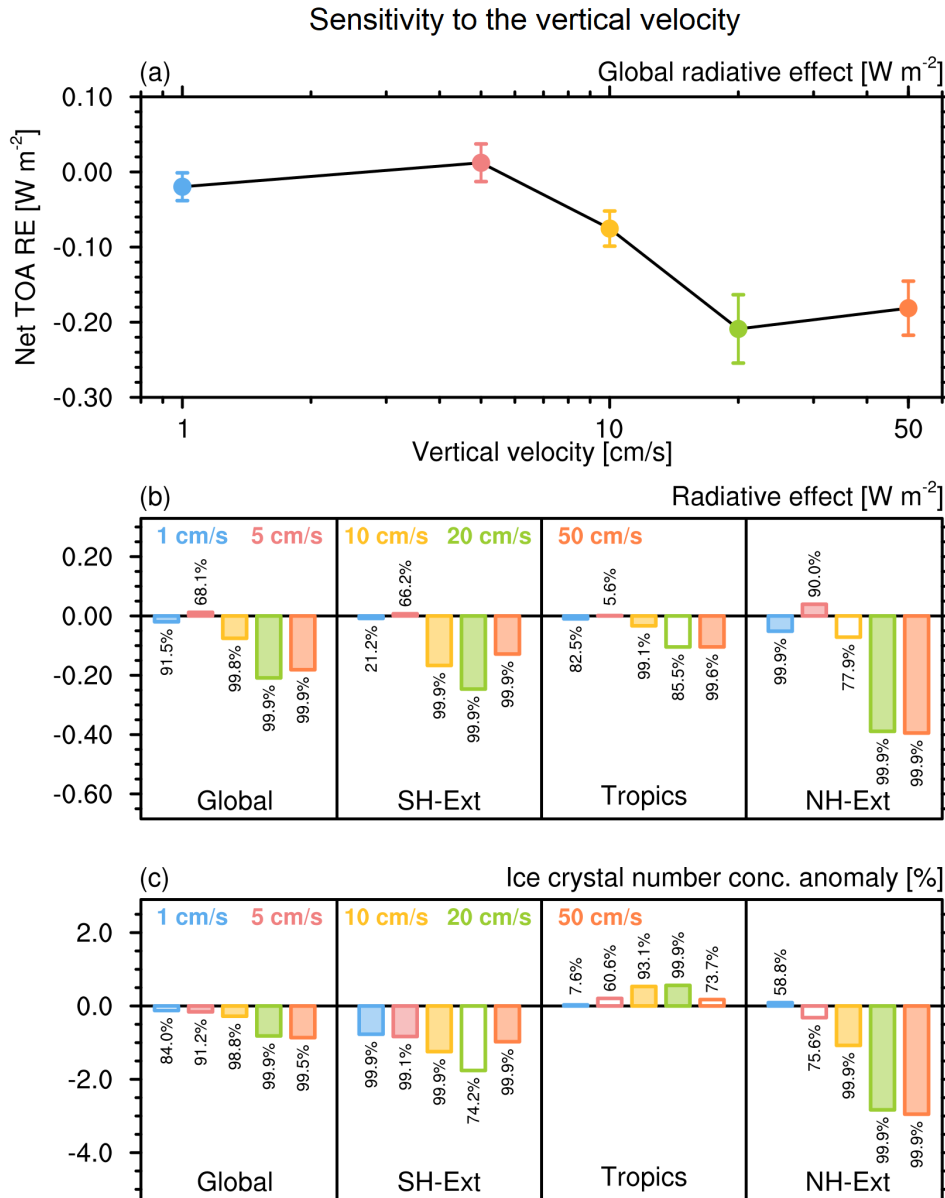 Sensitivity to the vertical velocity
(a) Global radiative effect [W m-2]
0.10
0.00
-0.10
-0.20
-0.30
Net TOA RE [W m-2]
1 10 50
Vertical velocity [cm/s]
(b) Radiative effect [W m-2]
1 cm/s 5 cm/s 10 cm/s 20 cm/s 50 cm/s
0.20
0.00
-0.20
-0.40
-0.60
91.5% 68.1% 99.8% 99.9% 99.9%
21.2% 66.2% 99.9% 99.9% 99.9%
82.5% 5.6% 99.1% 85.5% 99.6%
99.9% 90.0% 77.9% 99.9% 99.9%
Global SH-Ext Tropics NH-Ext
(c) Ice crystal number conc. anomaly [%]
1 cm/s 5 cm/s 10 cm/s 20 cm/s 50 cm/s
2.0
0.0
-2.0
-4.0
84.0% 91.2% 98.8% 99.9% 99.5%
99.9% 99.1% 99.9% 74.2% 99.9%
7.6% 60.6% 93.1% 99.9% 73.7%
58.8% 75.6% 99.9% 99.9% 99.9%
Global SH-Ext Tropics NH-Ext